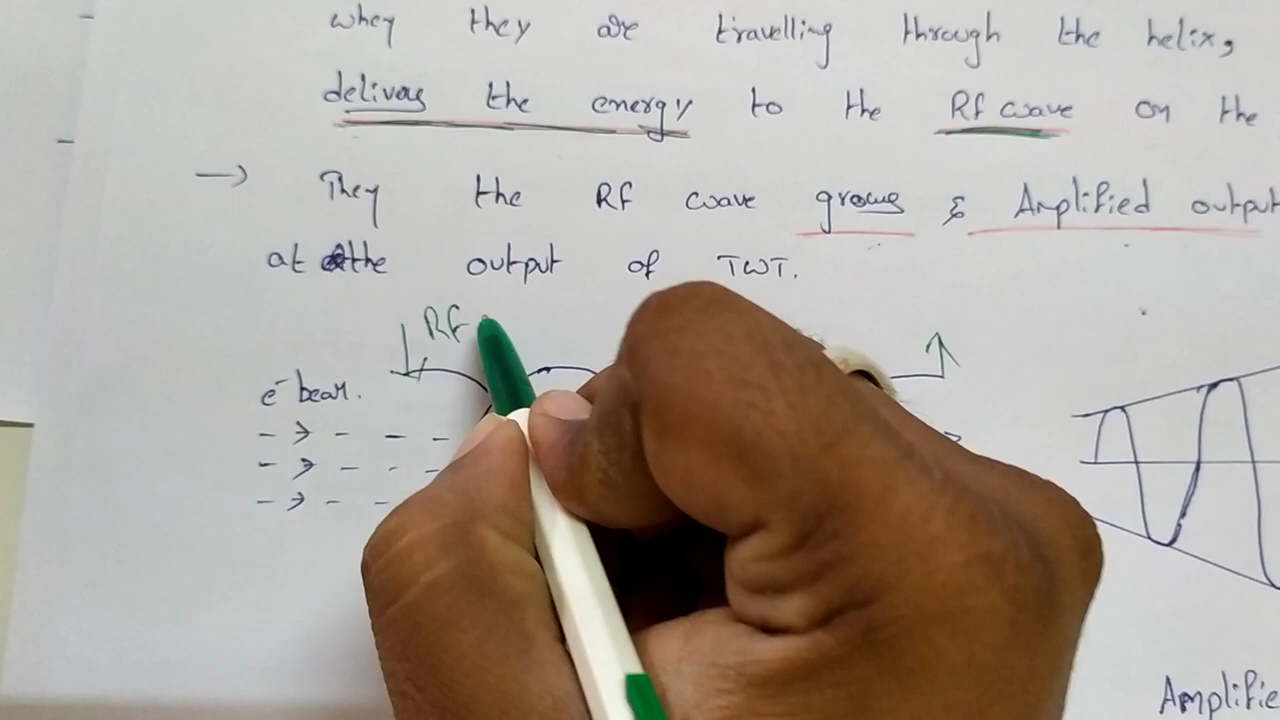 whey they are travelling through the helix,
delivers the energy to the Rf wave on the
→ They the RF wave grows & Amplified output
at the output of TWT.
Rf
e⁻ beam.
Amplifie